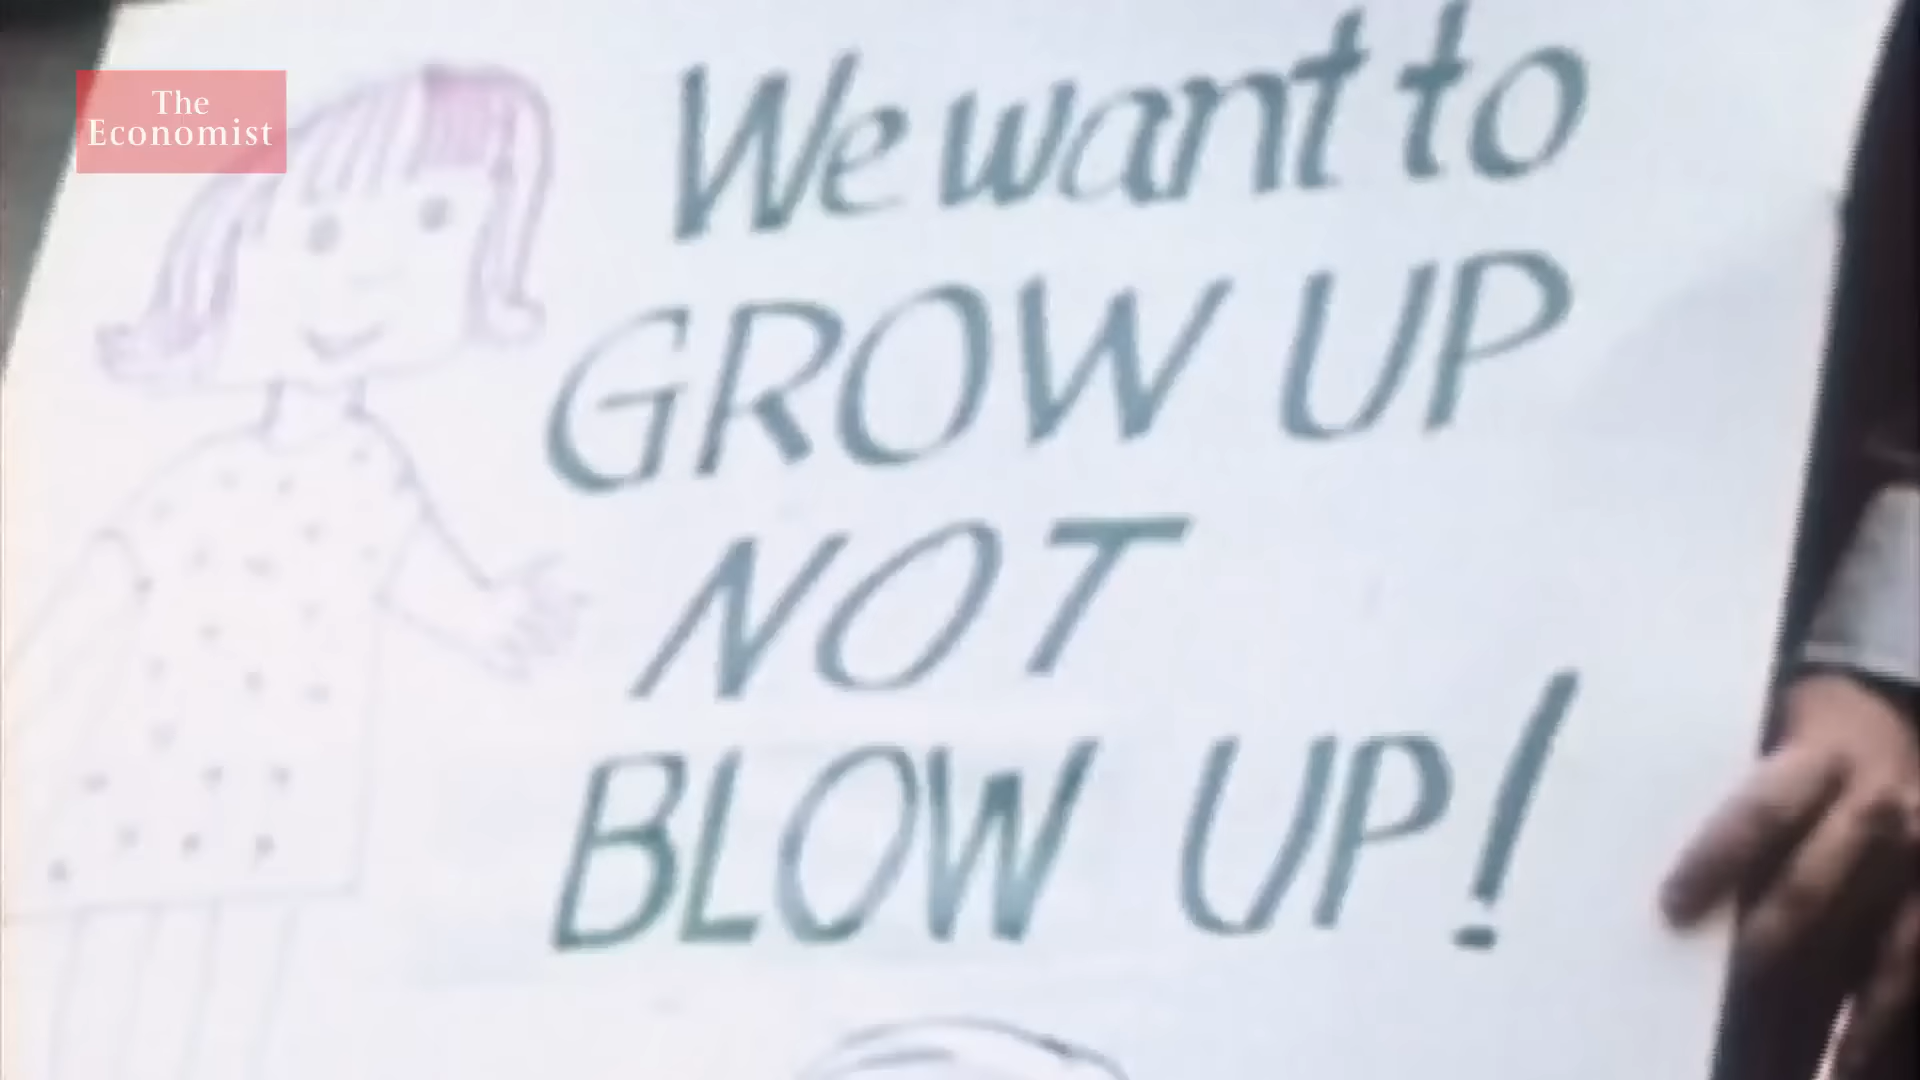 The
Economist
We want to
GROW UP
NOT
BLOW UP!